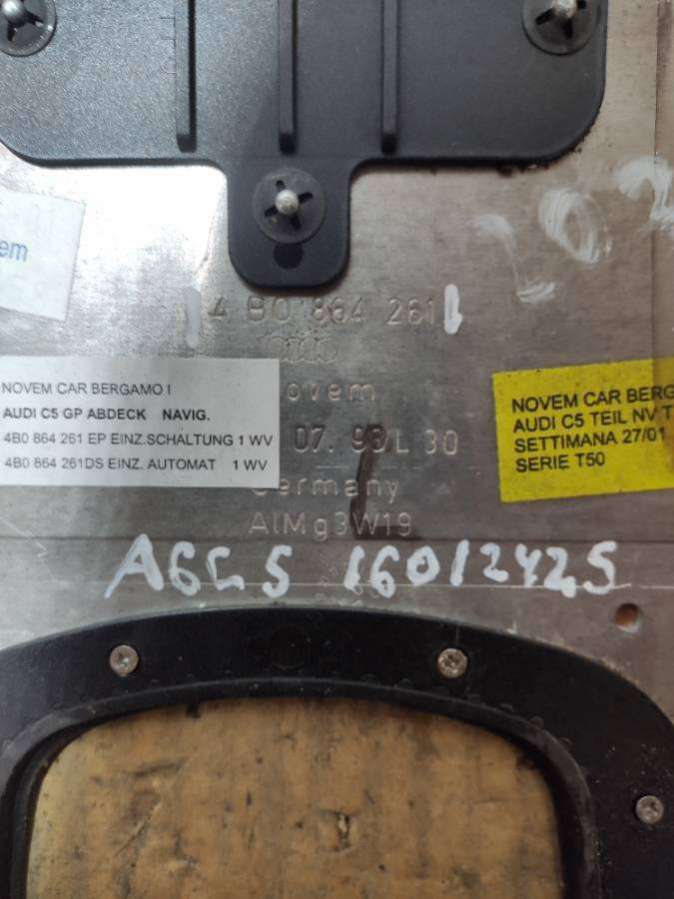 em
702
4 B0 864 261
NOVEM CAR BERGAMO I
AUDI C5 GP ABDECK NAVIG.
4B0 864 261 EP EINZ.SCHALTUNG 1 WV
4B0 864 261DS EINZ. AUTOMAT 1 WV
novem
07. 98 L 30
Germany
AlMg3W19
NOVEM CAR BERG
AUDI C5 TEIL NV T
SETTIMANA 27/01
SERIE T50
A6C5 16012425